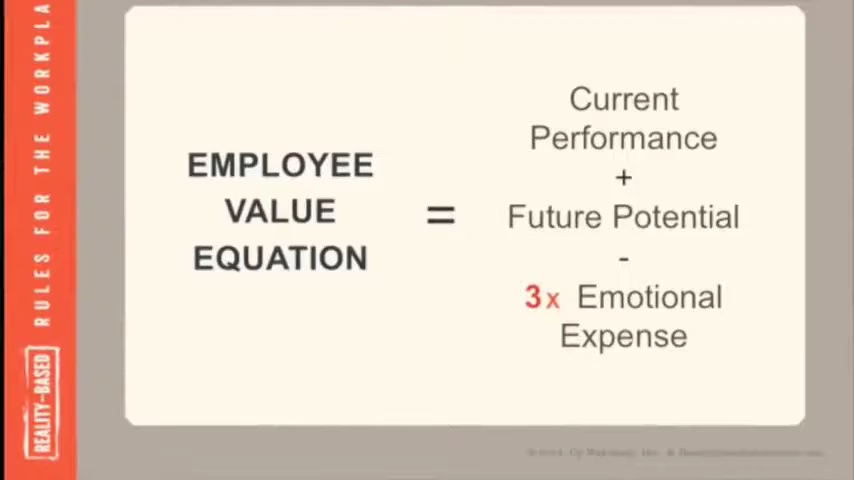 REALITY-BASED
RULES FOR THE WORKPLA
EMPLOYEE
VALUE
EQUATION
=
Current
Performance
+
Future Potential
-
3x Emotional
Expense